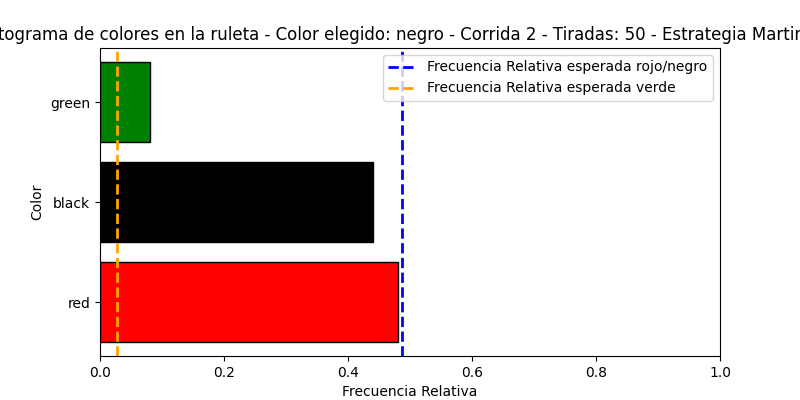 tograma de colores en la ruleta - Color elegido: negro - Corrida 2 - Tiradas: 50 - Estrategia Martin
Frecuencia Relativa esperada rojo/negro
Frecuencia Relativa esperada verde
green
black
red
Color
0.0 0.2 0.4 0.6 0.8 1.0
Frecuencia Relativa